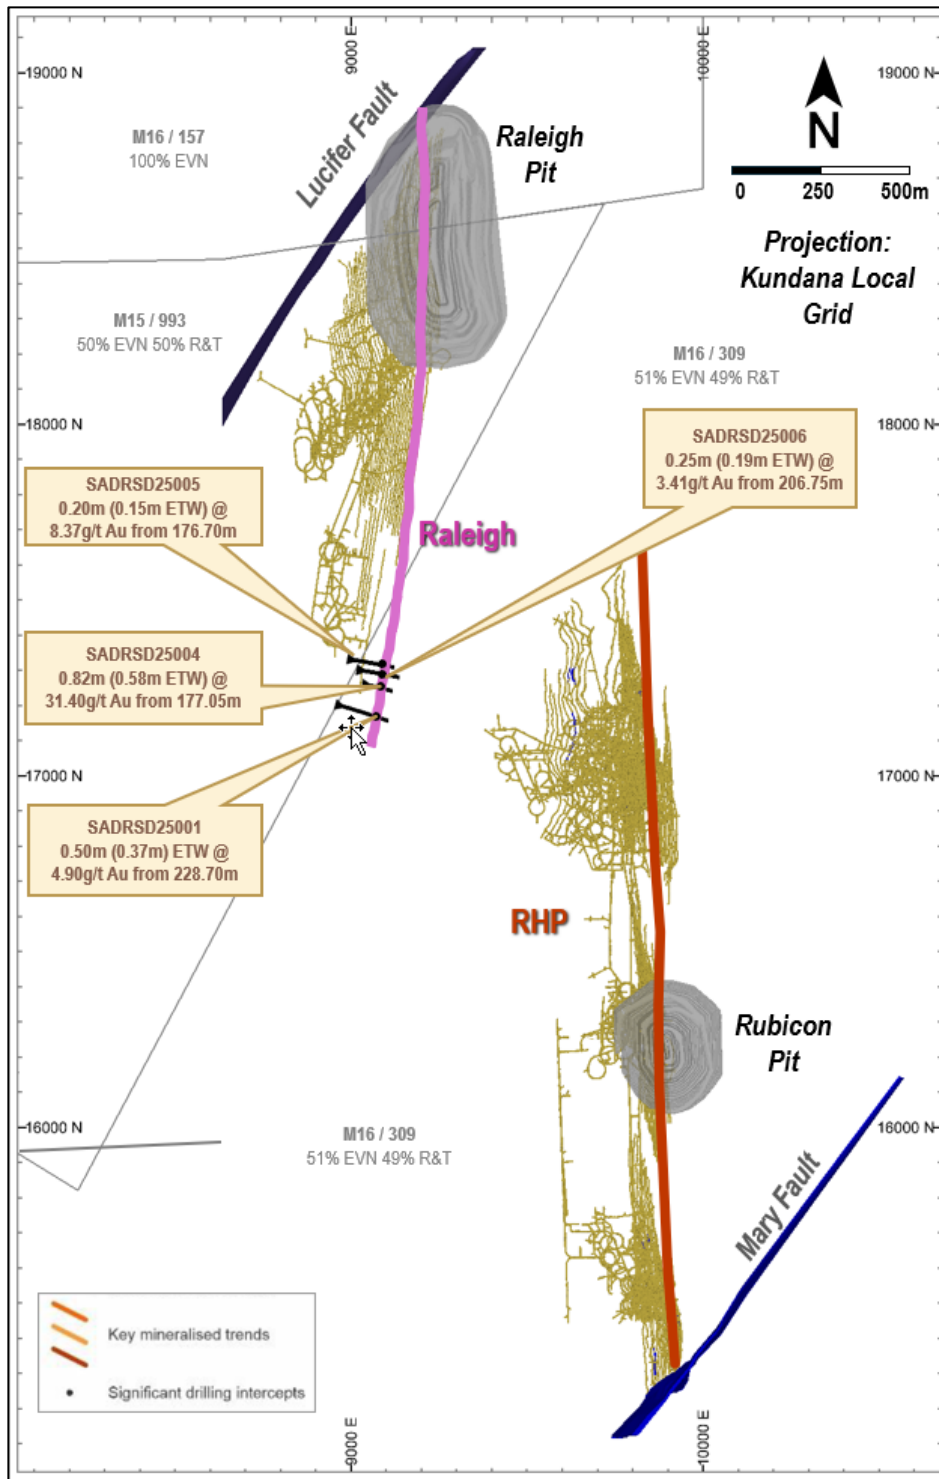 9000 E
10000 E
19000 N
19000 N
M16 / 157
100% EVN
Lucifer Fault
Raleigh
Pit
N
0 250 500m
Projection:
Kundana Local
Grid
M15 / 993
50% EVN 50% R&T
M16 / 309
51% EVN 49% R&T
18000 N
18000 N
SADRSD25006
0.25m (0.19m ETW) @
3.41g/t Au from 206.75m
SADRSD25005
0.20m (0.15m ETW) @
8.37g/t Au from 176.70m
Raleigh
SADRSD25004
0.82m (0.58m ETW) @
31.40g/t Au from 177.05m
17000 N
17000 N
SADRSD25001
0.50m (0.37m) ETW @
4.90g/t Au from 228.70m
RHP
Rubicon
Pit
16000 N
16000 N
M16 / 309
51% EVN 49% R&T
Mary Fault
Key mineralised trends
Significant drilling intercepts
9000 E
10000 E